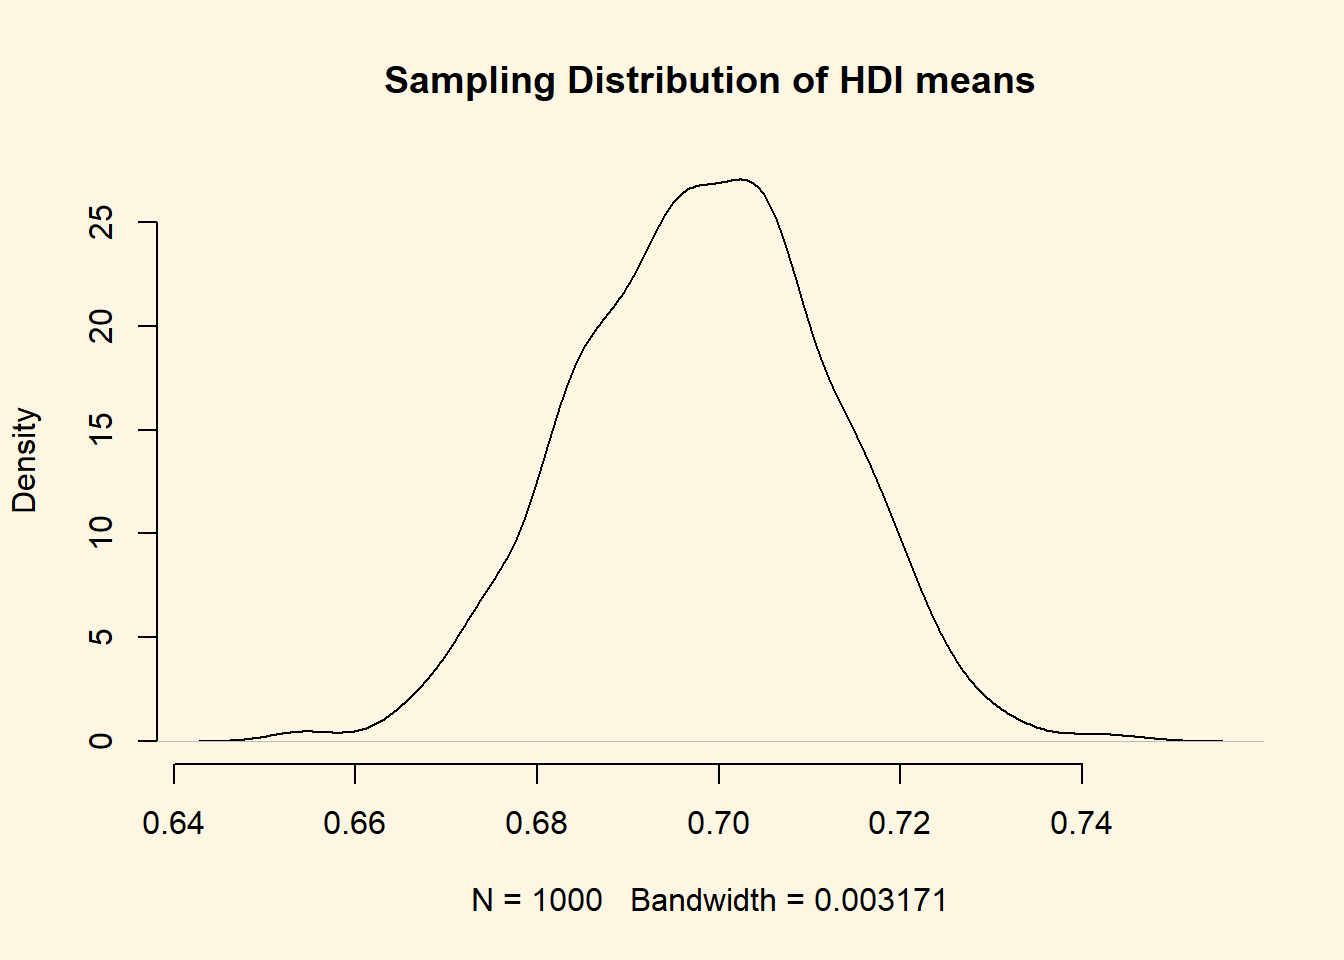 Sampling Distribution of HDI means
25
20
15
10
5
0
Density
0.64 0.66 0.68 0.70 0.72 0.74
N = 1000 Bandwidth = 0.003171